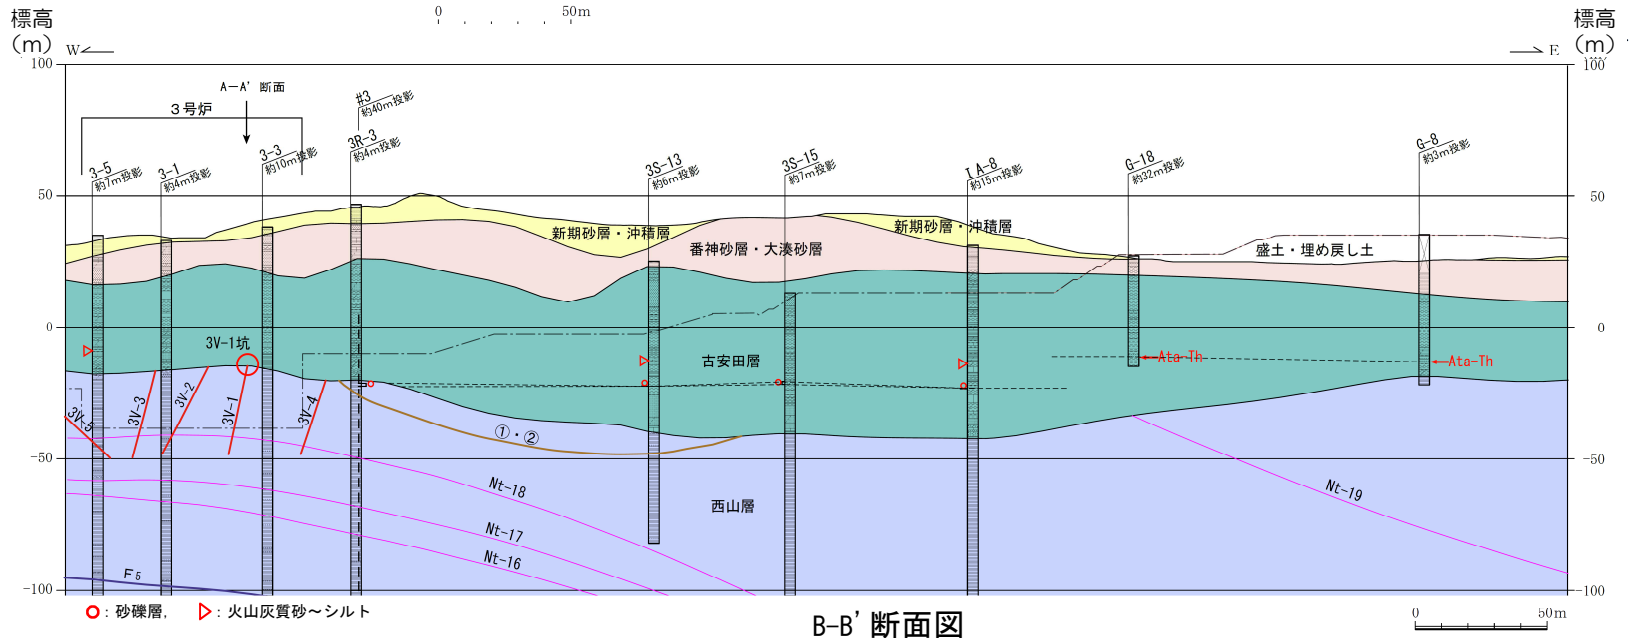 標高
(m)
0 50m
標高
(m)
W
E
100
100
A-A' 断面
3号炉
#3
約40m投影
3-5
約7m投影
3-1
約4m投影
3-3
約10m投影
3R-3
約4m投影
3S-13
約6m投影
3S-15
約7m投影
IA-8
約15m投影
G-18
約32m投影
G-8
約3m投影
50
50
新期砂層・沖積層
番神砂層・大湊砂層
新期砂層・沖積層
盛土・埋め戻し土
0
0
3V-1坑
古安田層
Ata-Th
Ata-Th
3V-5
3V-3
3V-2
3V-1
3V-4
①・②
-50
-50
Nt-18
Nt-17
Nt-16
西山層
Nt-19
F5
-100
-100
○:砂礫層, ▷:火山灰質砂～シルト
B-B' 断面図
0 50m